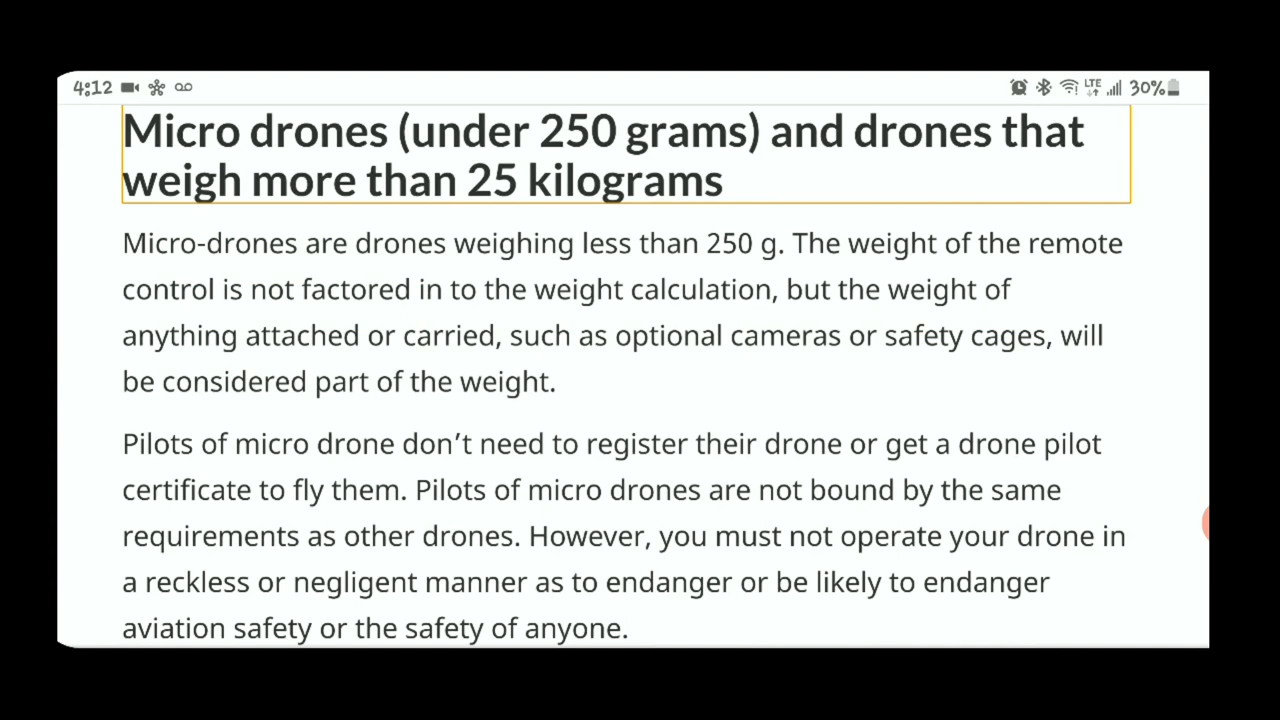 4:12
LTE
30%
Micro drones (under 250 grams) and drones that
weigh more than 25 kilograms
Micro-drones are drones weighing less than 250 g. The weight of the remote
control is not factored in to the weight calculation, but the weight of
anything attached or carried, such as optional cameras or safety cages, will
be considered part of the weight.
Pilots of micro drone don’t need to register their drone or get a drone pilot
certificate to fly them. Pilots of micro drones are not bound by the same
requirements as other drones. However, you must not operate your drone in
a reckless or negligent manner as to endanger or be likely to endanger
aviation safety or the safety of anyone.